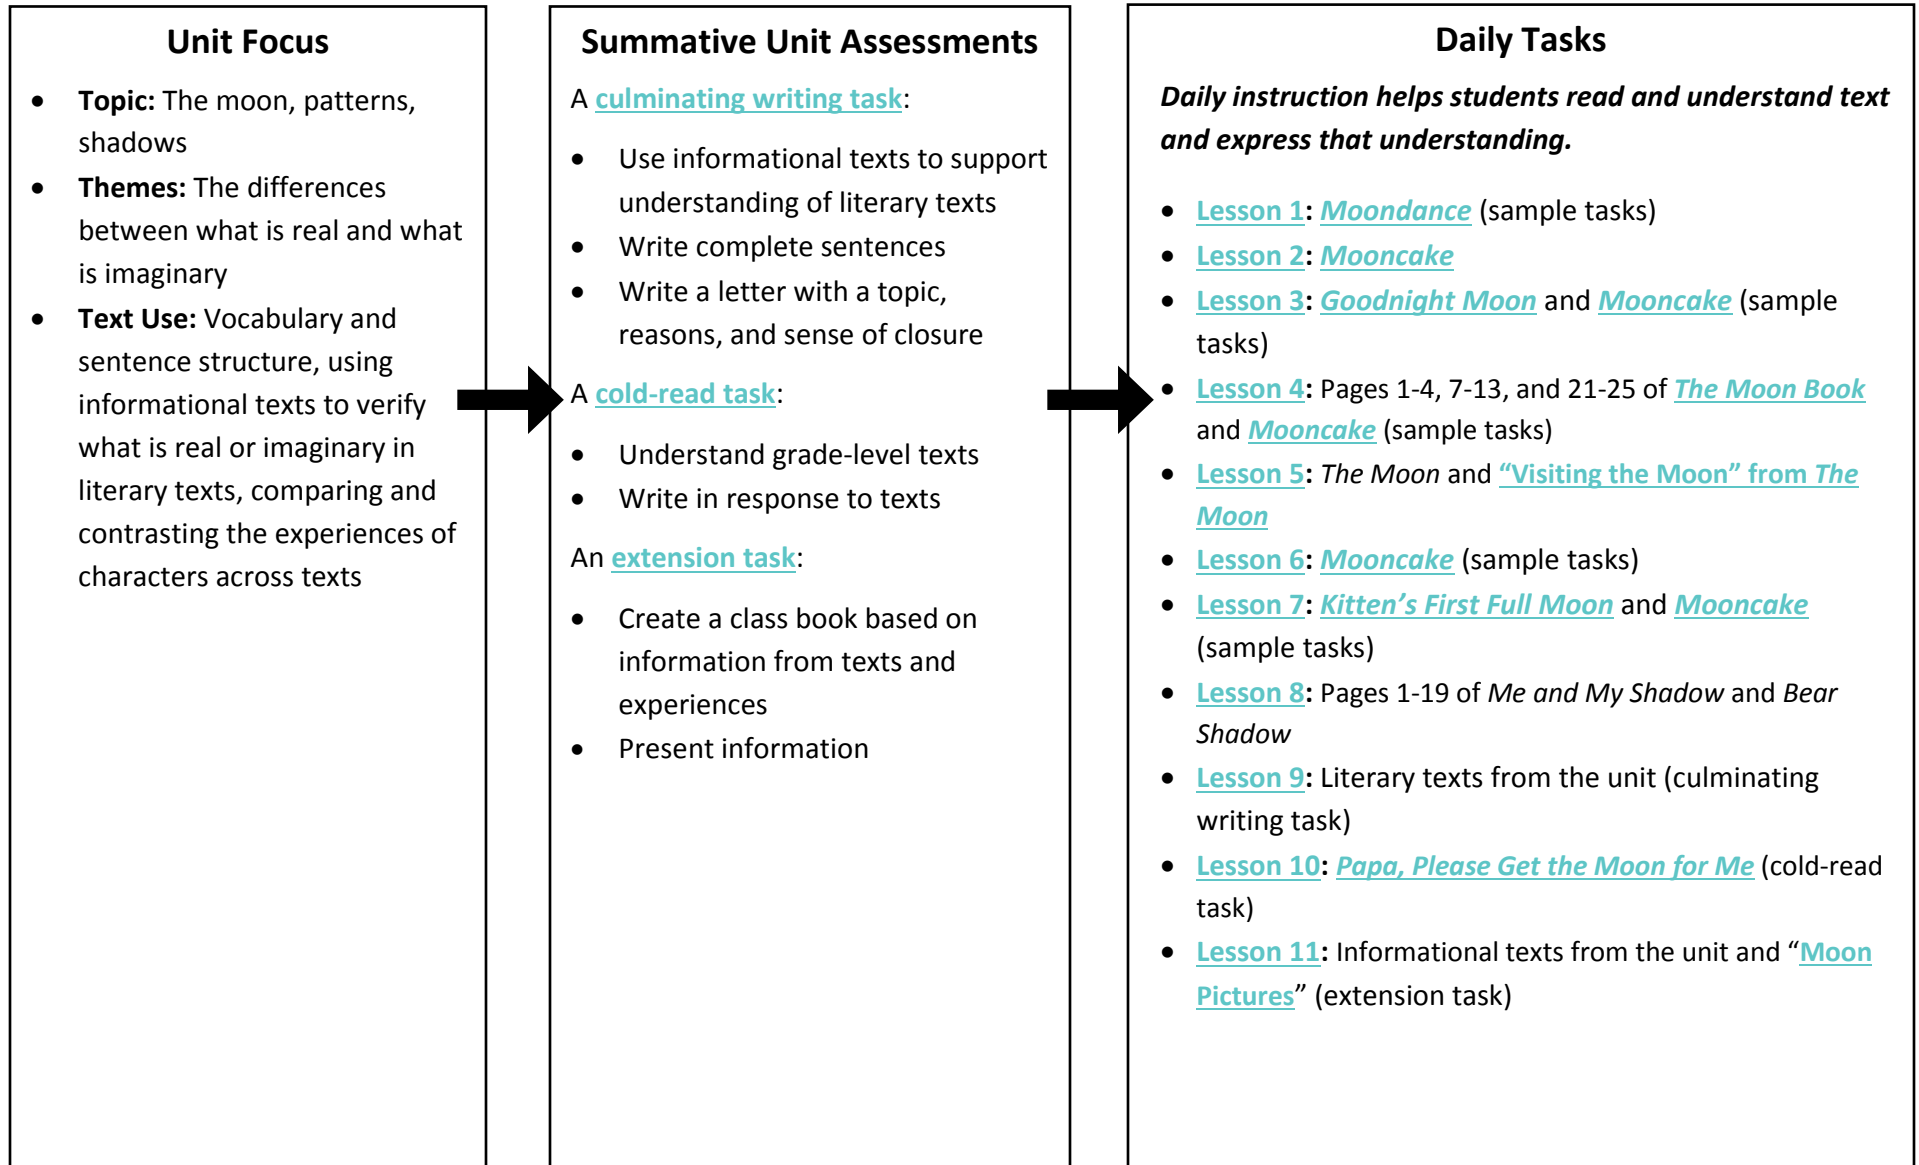 Unit Focus
• Topic: The moon, patterns,
shadows
• Themes: The differences
between what is real and what
is imaginary
• Text Use: Vocabulary and
sentence structure, using
informational texts to verify
what is real or imaginary in
literary texts, comparing and
contrasting the experiences of
characters across texts
Summative Unit Assessments
A culminating writing task:
• Use informational texts to support
understanding of literary texts
• Write complete sentences
• Write a letter with a topic,
reasons, and sense of closure
A cold-read task:
• Understand grade-level texts
• Write in response to texts
An extension task:
• Create a class book based on
information from texts and
experiences
• Present information
Daily Tasks
Daily instruction helps students read and understand text
and express that understanding.
• Lesson 1: Moondance (sample tasks)
• Lesson 2: Mooncake
• Lesson 3: Goodnight Moon and Mooncake (sample
tasks)
• Lesson 4: Pages 1-4, 7-13, and 21-25 of The Moon Book
and Mooncake (sample tasks)
• Lesson 5: The Moon and “Visiting the Moon” from The
Moon
• Lesson 6: Mooncake (sample tasks)
• Lesson 7: Kitten’s First Full Moon and Mooncake
(sample tasks)
• Lesson 8: Pages 1-19 of Me and My Shadow and Bear
Shadow
• Lesson 9: Literary texts from the unit (culminating
writing task)
• Lesson 10: Papa, Please Get the Moon for Me (cold-read
task)
• Lesson 11: Informational texts from the unit and “Moon
Pictures” (extension task)